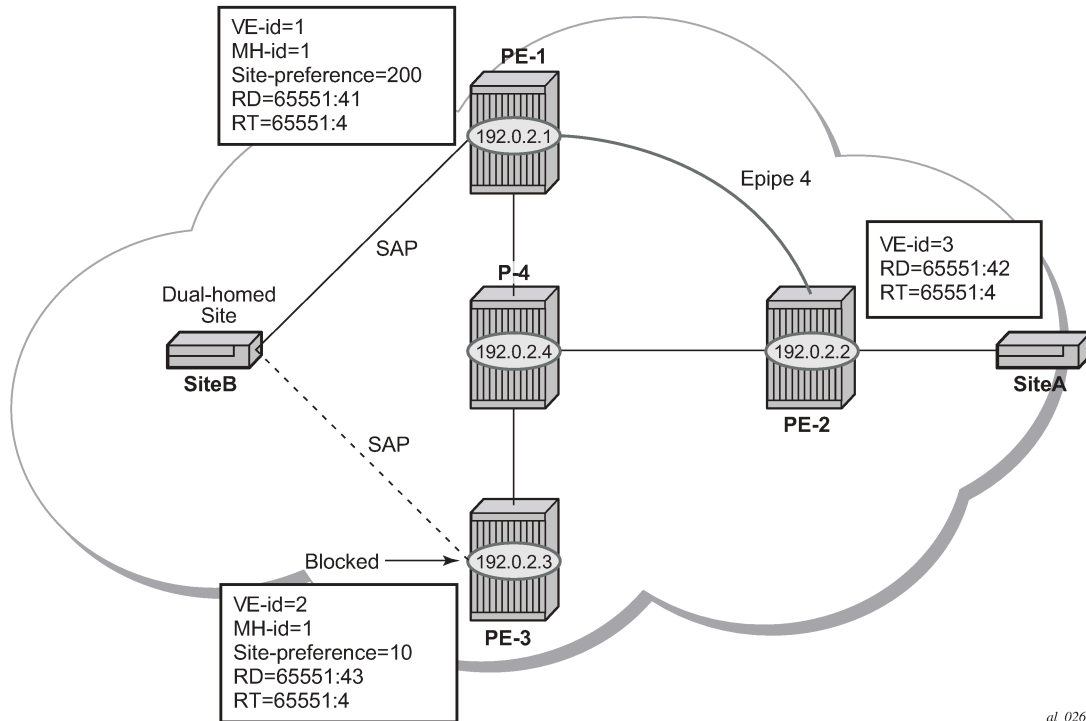 VE-id=1
MH-id=1
Site-preference=200
RD=65551:41
RT=65551:4
PE-1
192.0.2.1
Epipe 4
SAP
VE-id=3
RD=65551:42
RT=65551:4
P-4
Dual-homed
Site
192.0.2.4
192.0.2.2
SiteB
SiteA
PE-2
SAP
Blocked
192.0.2.3
VE-id=2
MH-id=1
Site-preference=10
RD=65551:43
RT=65551:4
PE-3
al_026